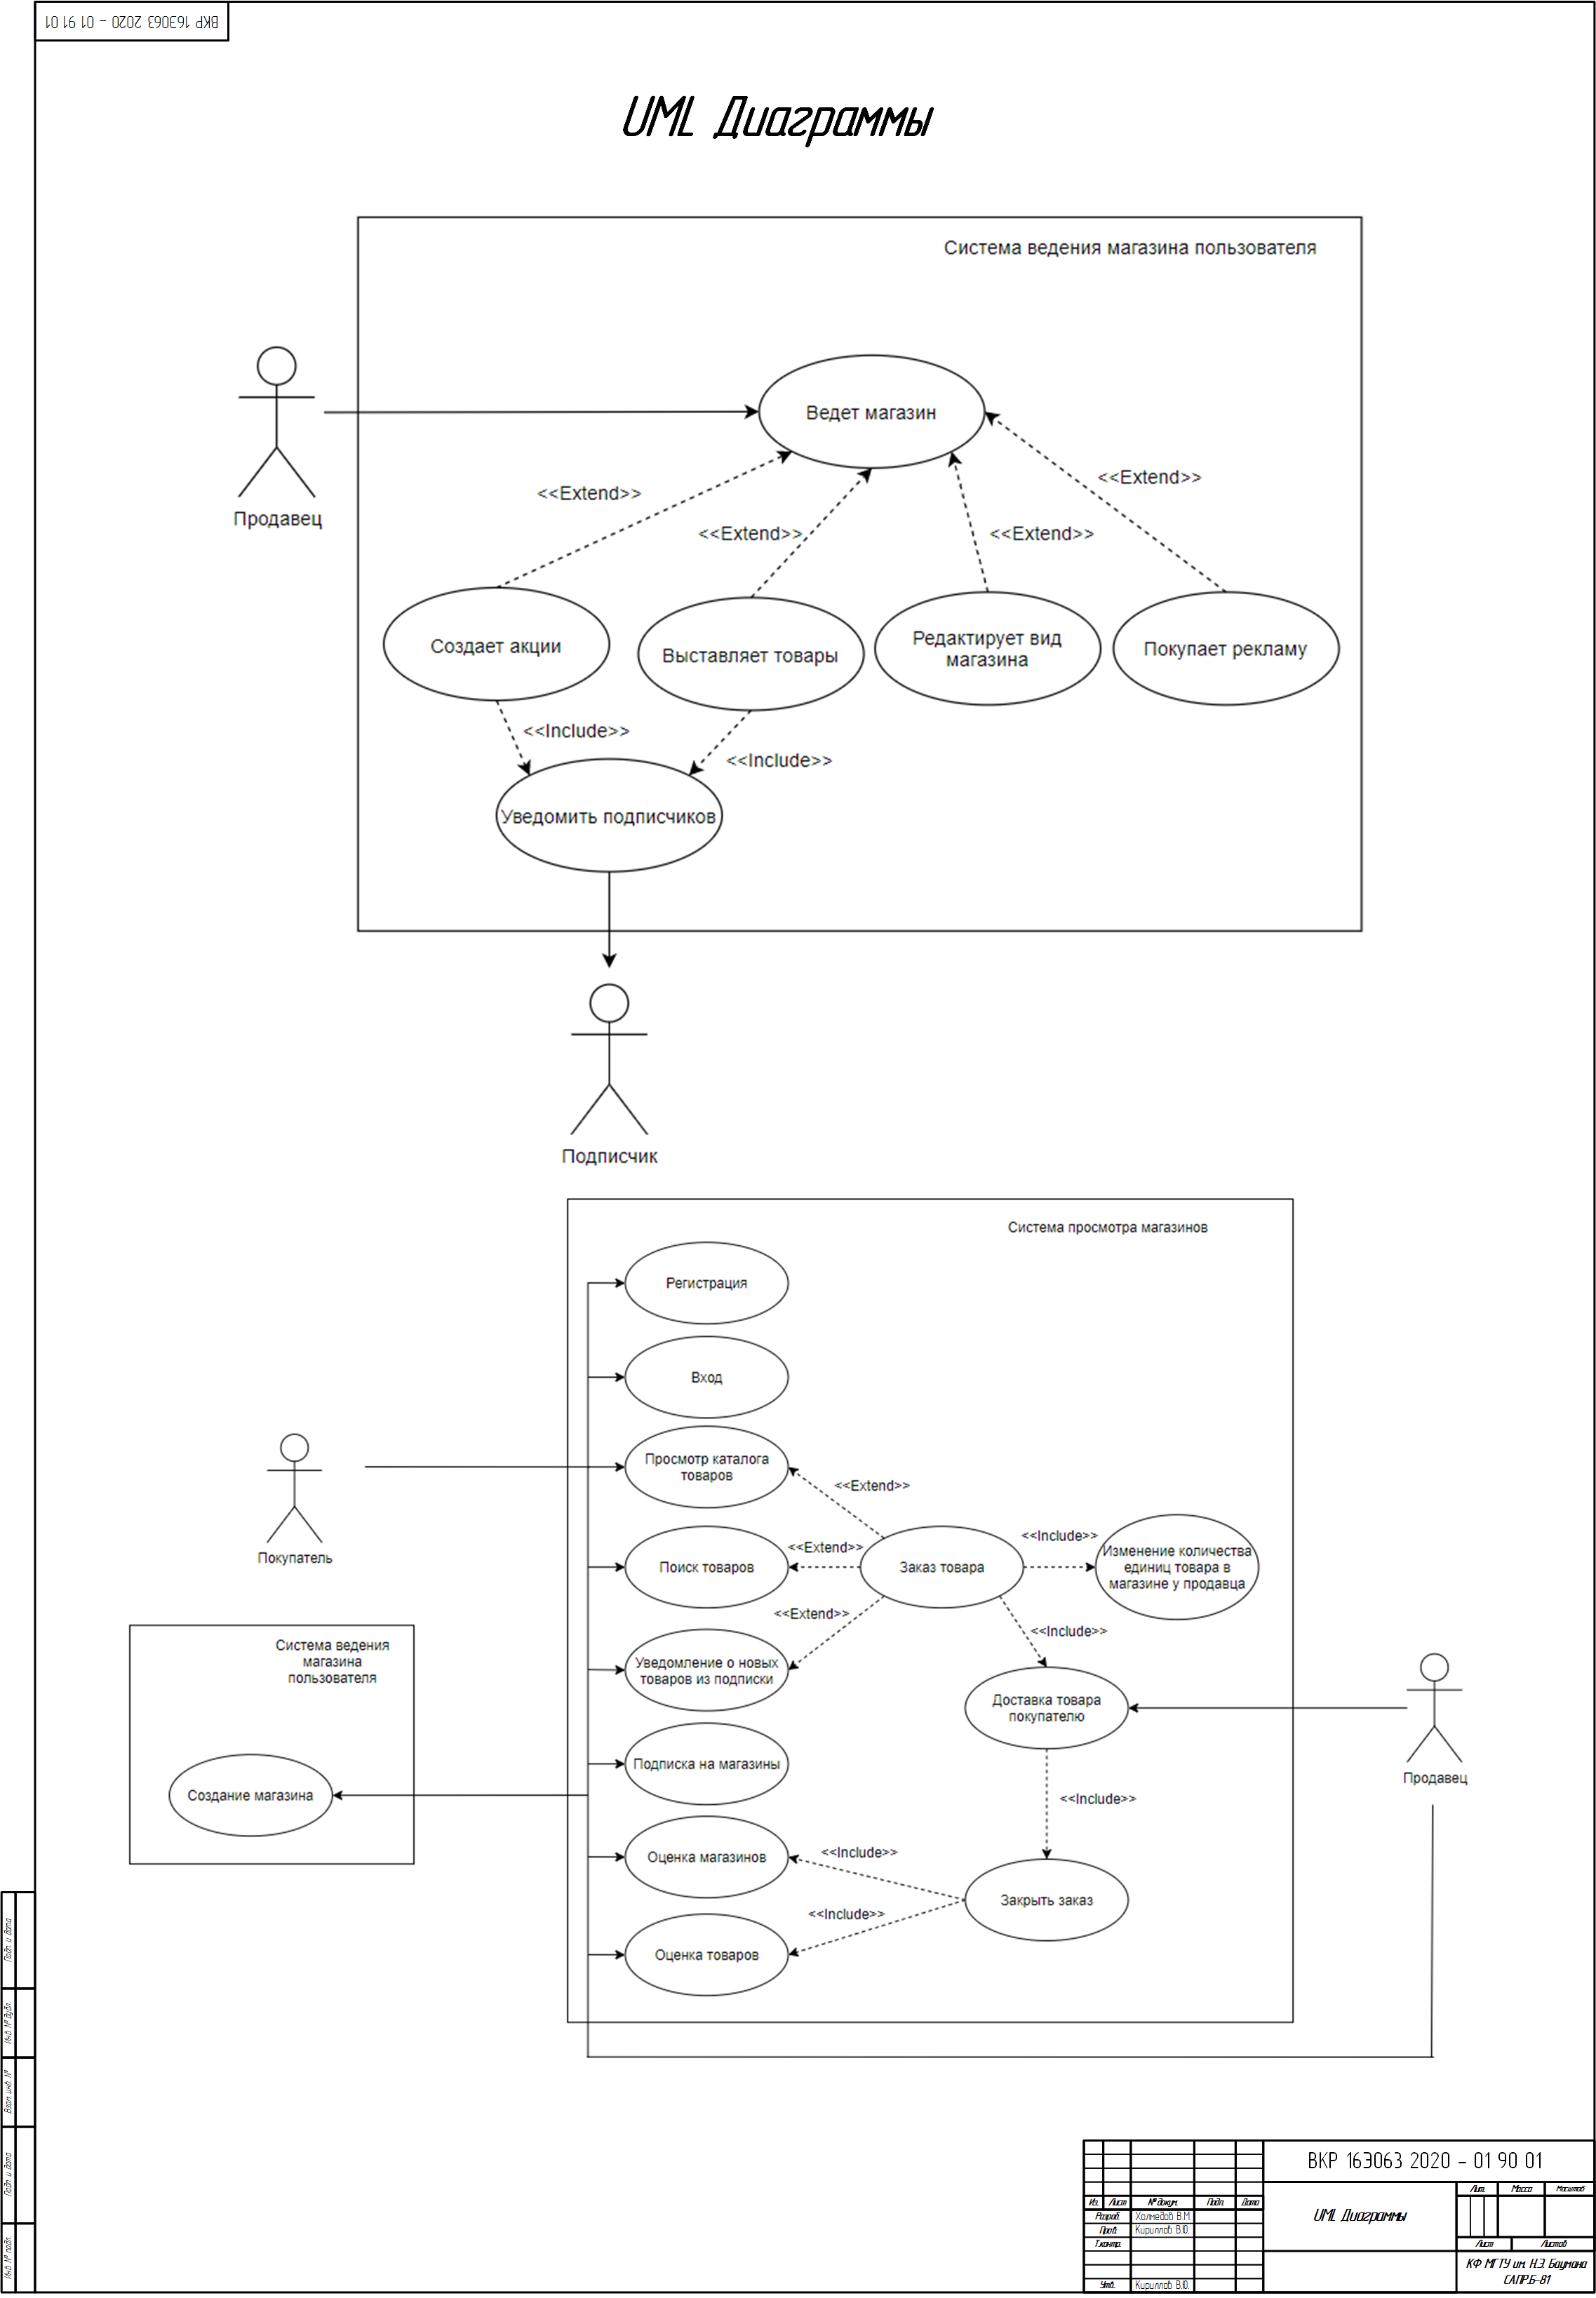 ВКР 16Э063 2020 - 01 91 01
UML Диаграммы
Система ведения магазина пользователя
Ведет магазин
<<Extend>>
<<Extend>>
<<Extend>>
<<Extend>>
Продавец
Создает акции
Выставляет товары
Редактирует вид
магазина
Покупает рекламу
<<Include>>
<<Include>>
Уведомить подписчиков
Подписчик
Система просмотра магазинов
Регистрация
Вход
Просмотр каталога
товаров
<<Extend>>
Покупатель
Поиск товаров
<<Extend>>
Заказ товара
<<Include>>
Изменение количества
единиц товара в
магазине у продавца
<<Extend>>
<<Include>>
Система ведения
магазина
пользователя
Уведомление о новых
товаров из подписки
Доставка товара
покупателю
Продавец
Подписка на магазины
Создание магазина
<<Include>>
Оценка магазинов
<<Include>>
Закрыть заказ
<<Include>>
Оценка товаров
Подп. и дата
Инв. № дубл.
Взам. инв. №
Подп. и дата
Инв. № подл.
ВКР 16Э063 2020 - 01 90 01
Из. Лист № докум. Подп. Дата
Разраб. Холмедов В.М.
Пров. Кириллов В.Ю.
Т.контр.
Утв. Кириллов В.Ю.
UML Диаграммы
Лит. Масса Масштаб
Лист Листов
КФ МГТУ им. Н.Э. Баумана
САПР.Б-81